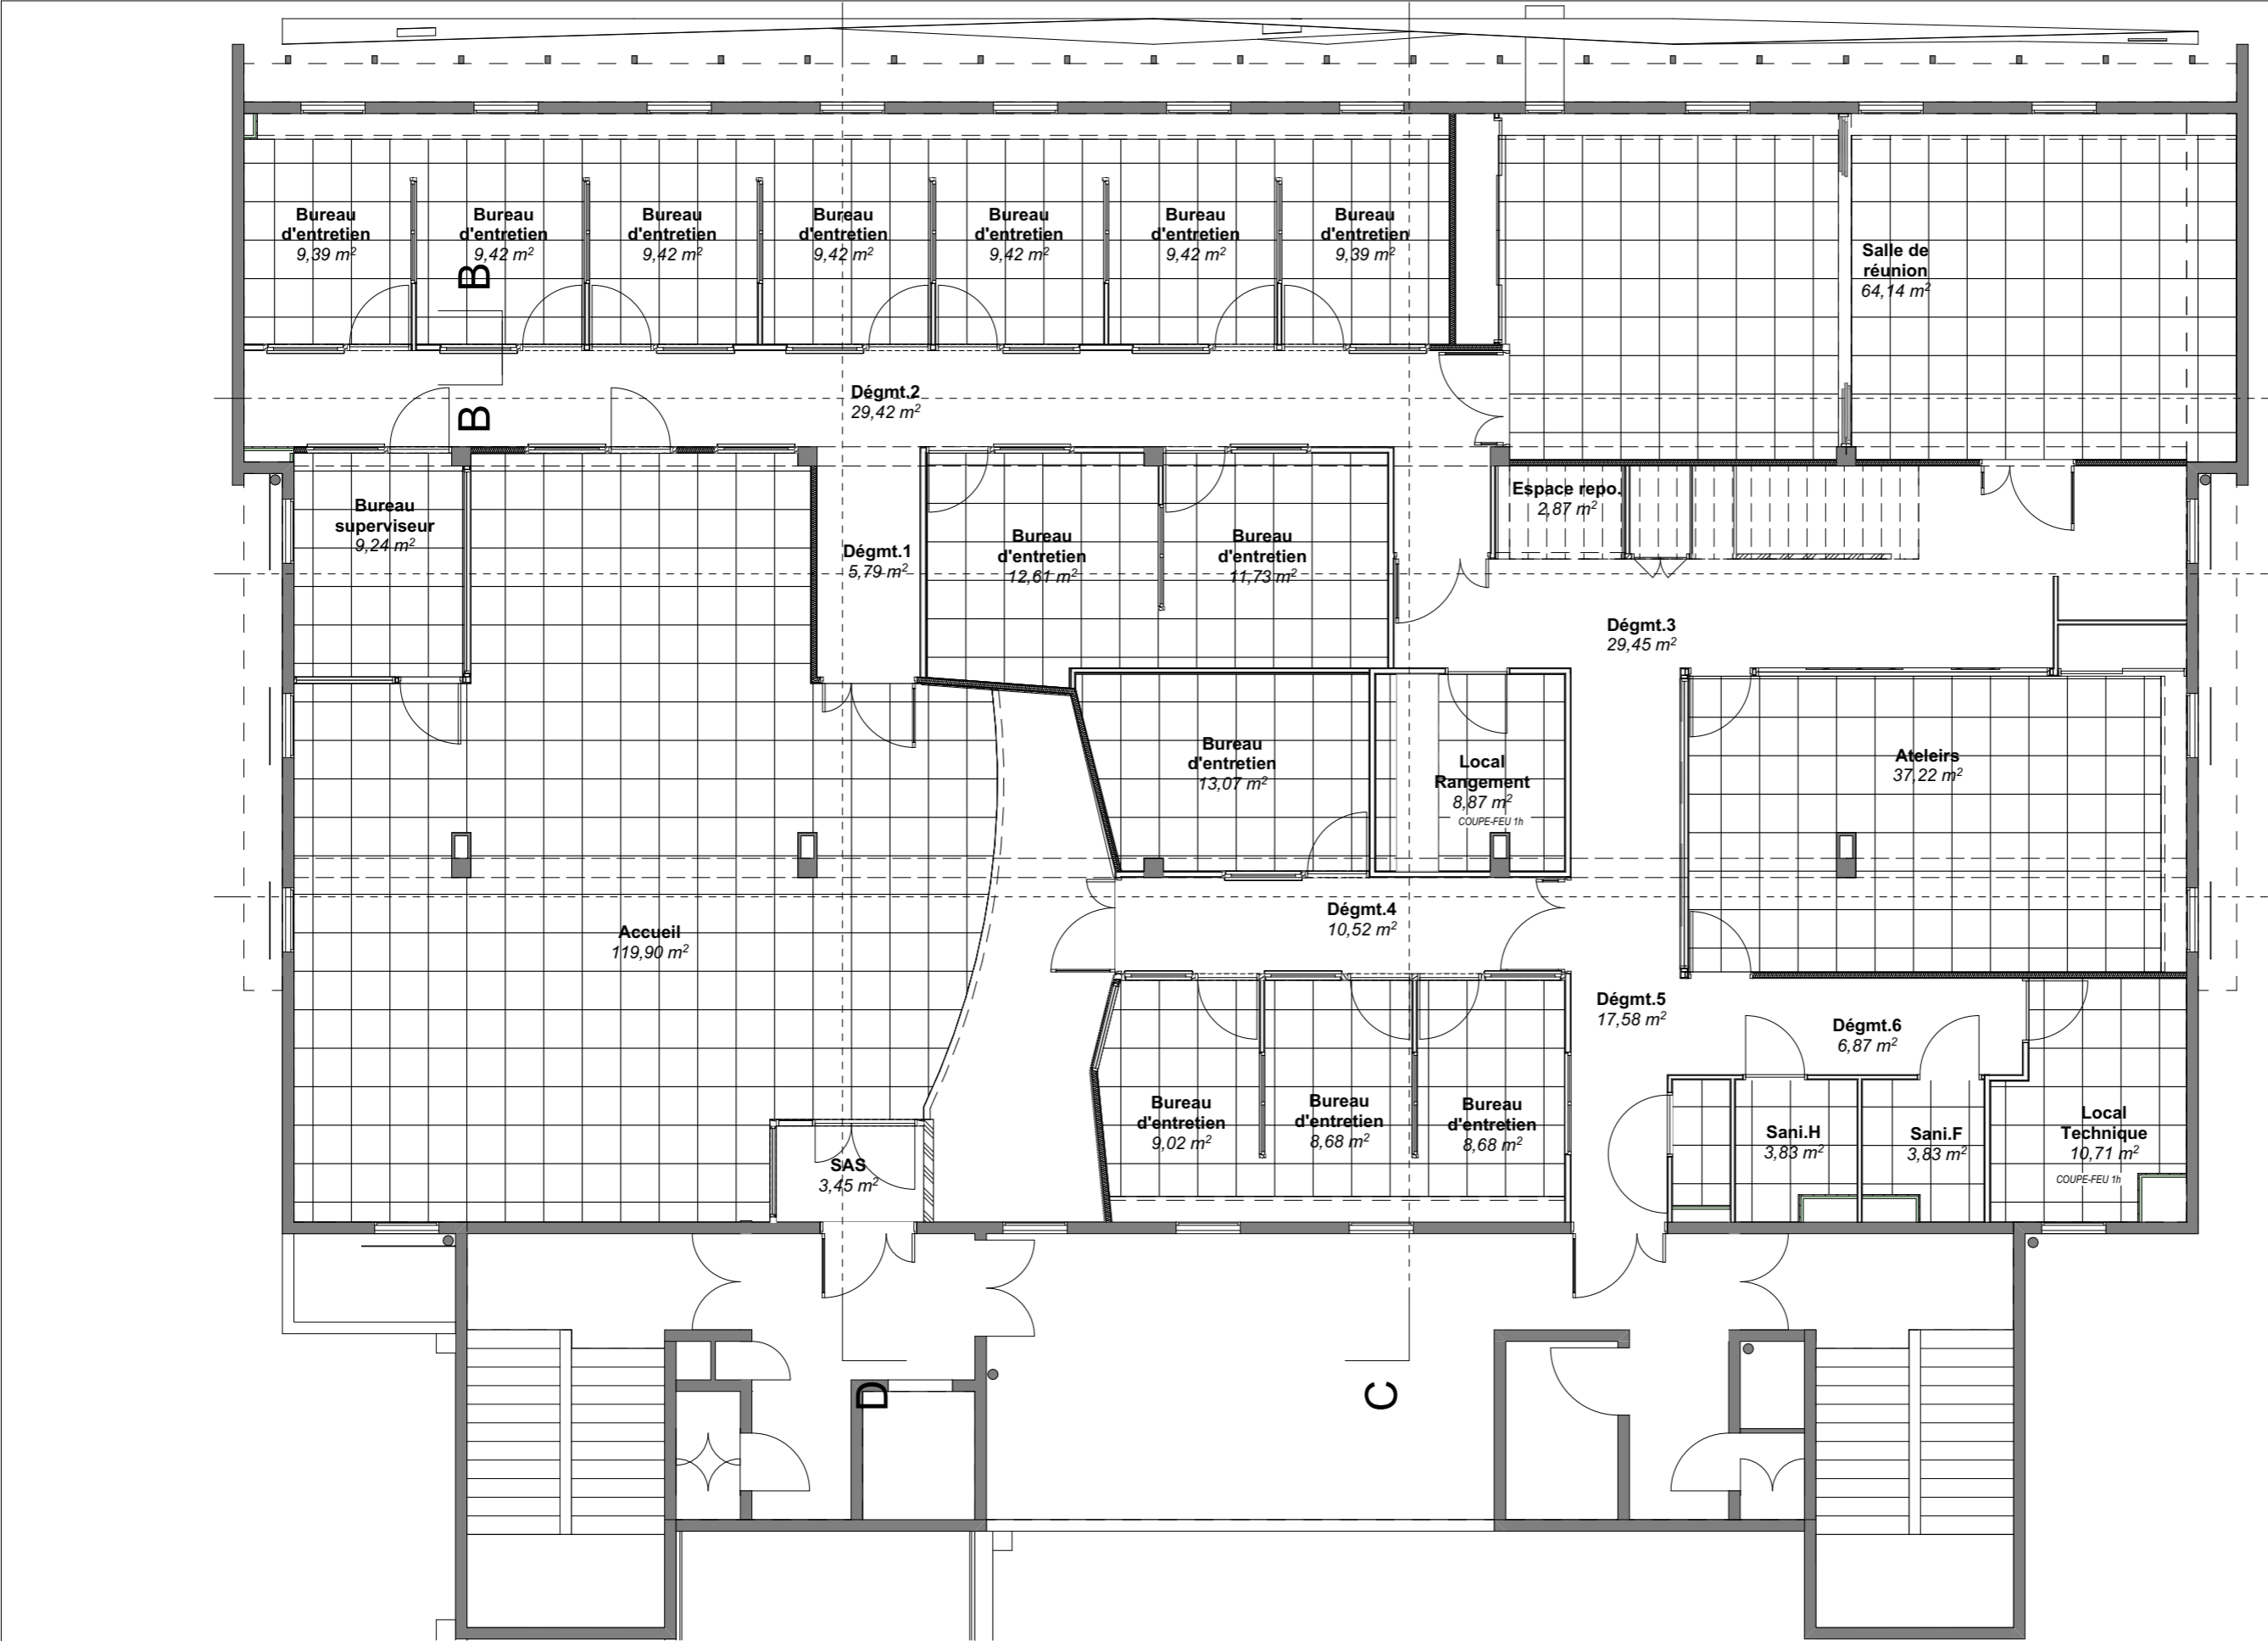 Bureau
d'entretien
9,39 m²
Bureau
d'entretien
9,42 m²
Bureau
d'entretien
9,42 m²
Bureau
d'entretien
9,42 m²
Bureau
d'entretien
9,42 m²
Bureau
d'entretien
9,42 m²
Bureau
d'entretien
9,39 m²
Salle de
réunion
64,14 m²
B
B
Dégmt.2
29,42 m²
Bureau
superviseur
9,24 m²
Dégmt.1
5,79 m²
Bureau
d'entretien
12,61 m²
Bureau
d'entretien
11,73 m²
Espace repo.
2,87 m²
Dégmt.3
29,45 m²
Bureau
d'entretien
13,07 m²
Local
Rangement
8,87 m²
COUPE-FEU 1h
Ateleirs
37,22 m²
Accueil
119,90 m²
Dégmt.4
10,52 m²
Dégmt.5
17,58 m²
Dégmt.6
6,87 m²
Bureau
d'entretien
9,02 m²
Bureau
d'entretien
8,68 m²
Bureau
d'entretien
8,68 m²
SAS
3,45 m²
Sani.H
3,83 m²
Sani.F
3,83 m²
Local
Technique
10,71 m²
COUPE-FEU 1h
D
C